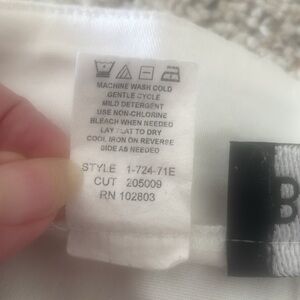 MACHINE WASH COLD
GENTLE CYCLE
MILD DETERGENT
USE NON-CHLORINE
BLEACH WHEN NEEDED
LAY FLAT TO DRY
COOL IRON ON REVERSE
SIDE AS NEEDED
STYLE 1-724-71E
CUT 205009
RN 102803
B